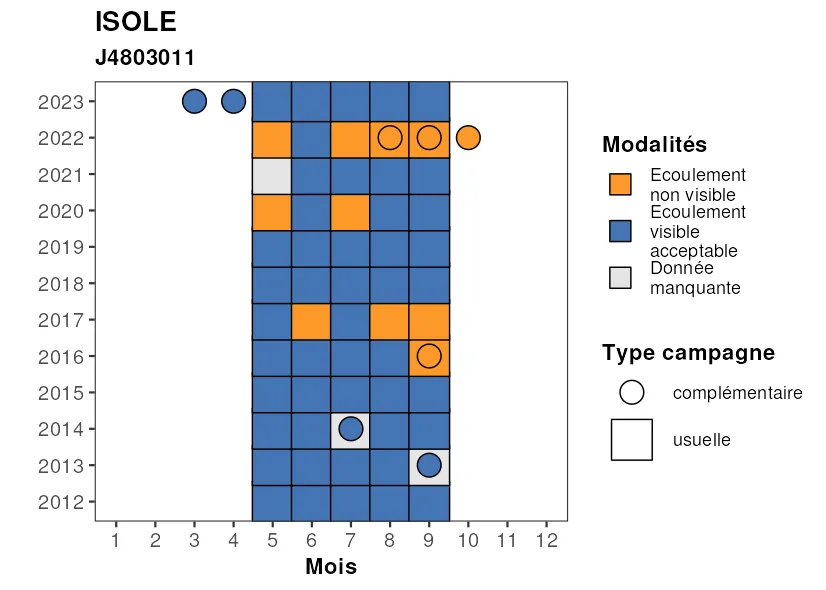 ISOLE
J4803011
2023
2022
2021
2020
2019
2018
2017
2016
2015
2014
2013
2012
1 2 3 4 5 6 7 8 9 10 11 12
Mois
Modalités
Ecoulement
non visible
Ecoulement
visible
acceptable
Donnée
manquante
Type campagne
complémentaire
usuelle